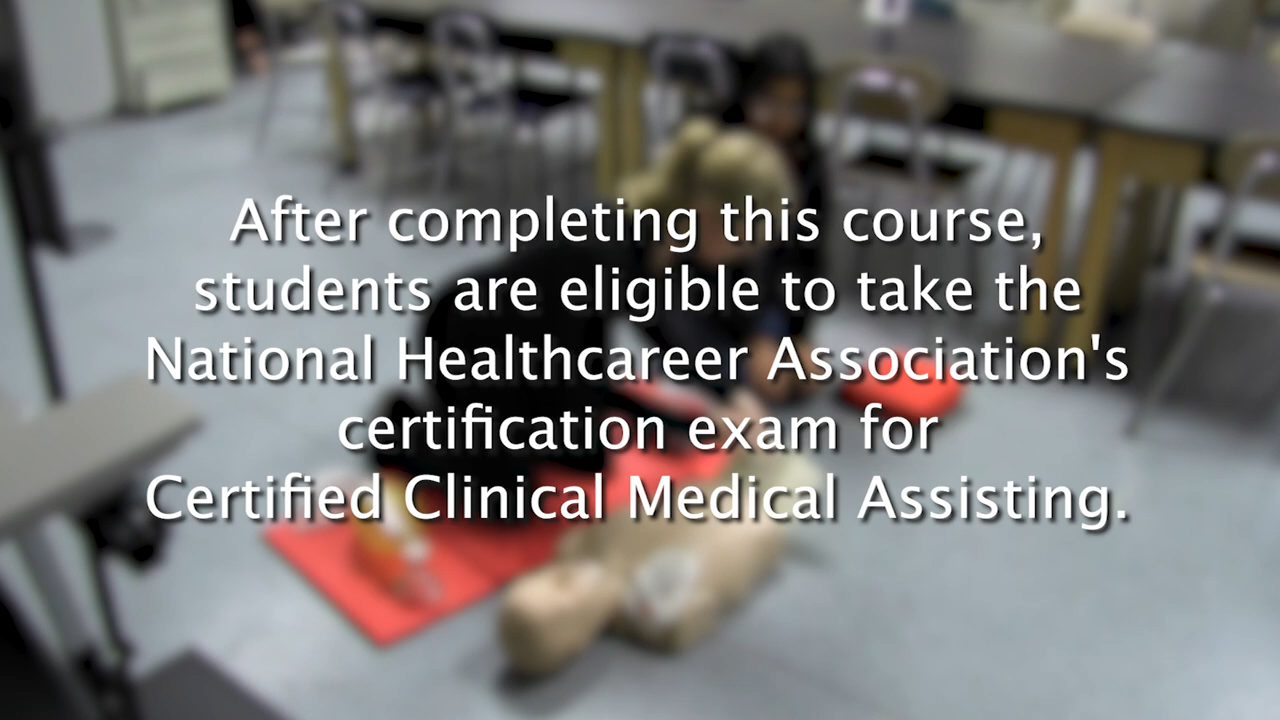 After completing this course,
students are eligible to take the
National Healthcareer Association's
certification exam for
Certified Clinical Medical Assisting.